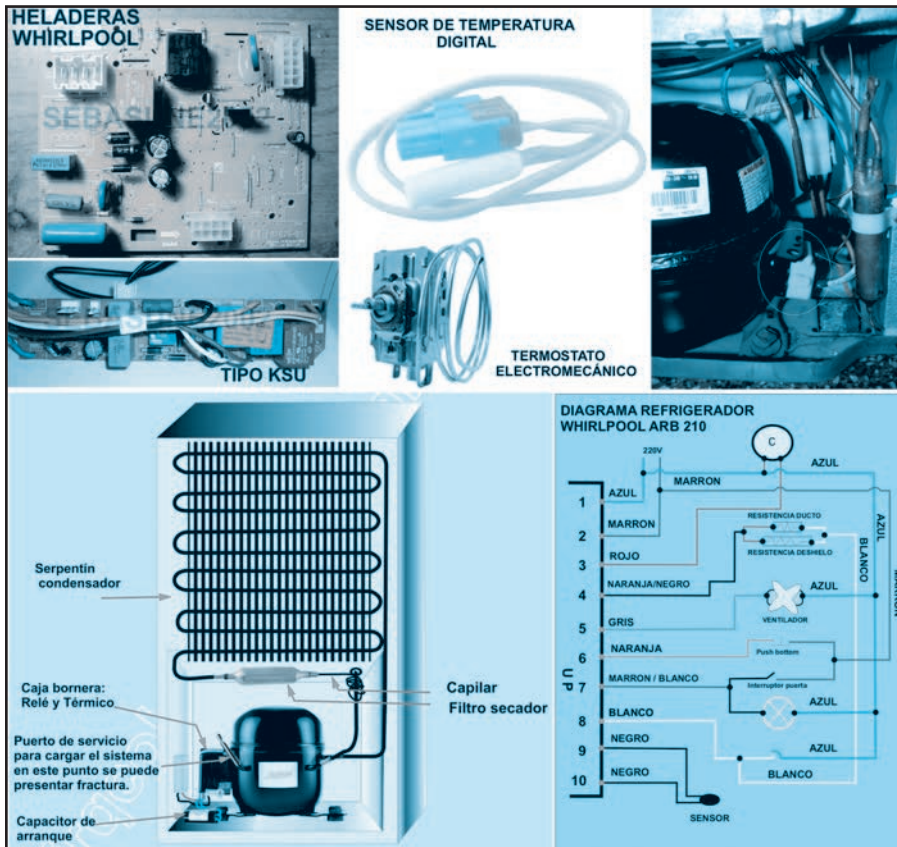 HELADERAS
WHIRLPOOL
SENSOR DE TEMPERATURA
DIGITAL
TIPO KSU
TERMOSTATO
ELECTROMECÁNICO
Serpentín
condensador
Capilar
Filtro secador
Caja bornera:
Relé y Térmico
Puerto de servicio
para cargar el sistema
en este punto se puede
presentar fractura.
Capacitor de
arranque
DIAGRAMA REFRIGERADOR
WHIRLPOOL ARB 210
C
220V
AZUL
MARRON
1 AZUL
2 MARRON
3 ROJO
4 NARANJA/NEGRO
5 GRIS
6 NARANJA
7 MARRON / BLANCO
8 BLANCO
9 NEGRO
10 NEGRO
U P
RESISTENCIA DUCTO
RESISTENCIA DESHIELO
AZUL
BLANCO
MARRON
AZUL
VENTILADOR
Push bottom
Interruptor puerta
AZUL
AZUL
BLANCO
SENSOR